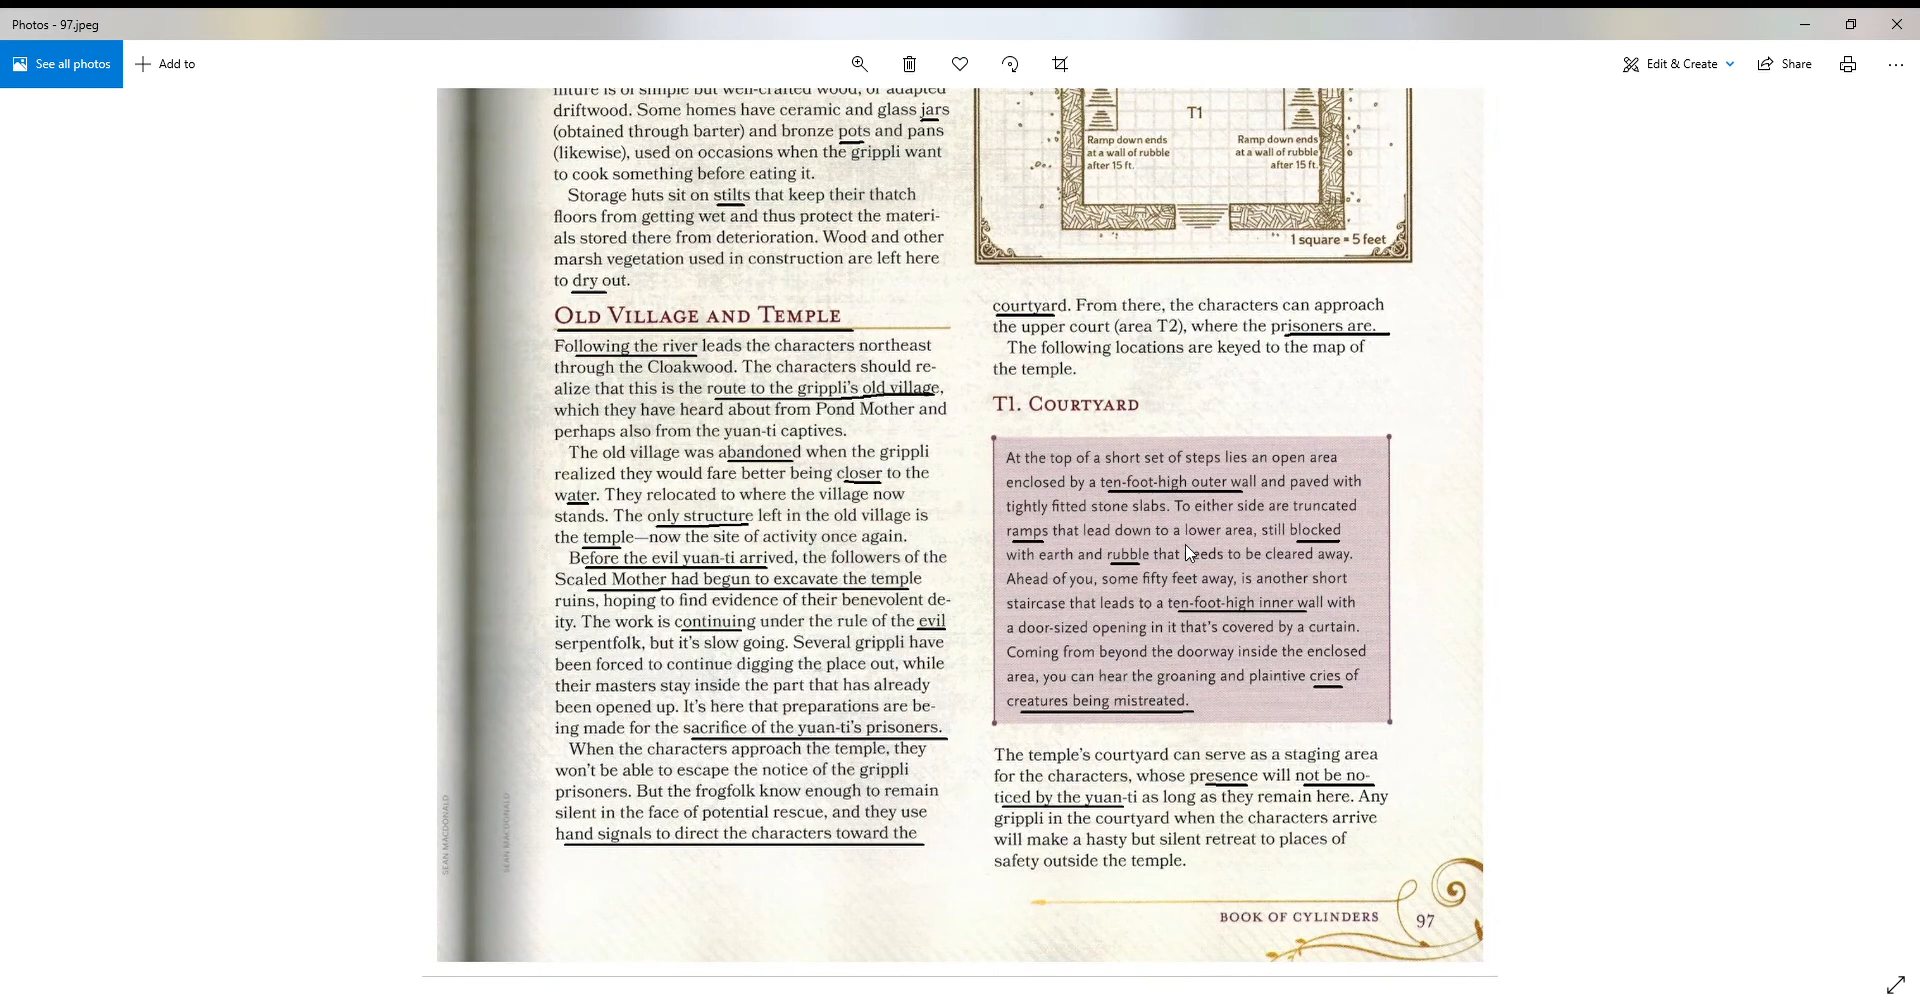 Photos - 97.jpeg
See all photos
Add to
Edit & Create
Share
niture is of simple but well-crafted wood, or adapted
driftwood. Some homes have ceramic and glass jars
(obtained through barter) and bronze pots and pans
(likewise), used on occasions when the grippli want
to cook something before eating it.
Storage huts sit on stilts that keep their thatch
floors from getting wet and thus protect the materi-
als stored there from deterioration. Wood and other
marsh vegetation used in construction are left here
to dry out.
OLD VILLAGE AND TEMPLE
Following the river leads the characters northeast
through the Cloakwood. The characters should re-
alize that this is the route to the grippli's old village,
which they have heard about from Pond Mother and
perhaps also from the yuan-ti captives.
The old village was abandoned when the grippli
realized they would fare better being closer to the
water. They relocated to where the village now
stands. The only structure left in the old village is
the temple—now the site of activity once again.
Before the evil yuan-ti arrived, the followers of the
Scaled Mother had begun to excavate the temple
ruins, hoping to find evidence of their benevolent de-
ity. The work is continuing under the rule of the evil
serpentfolk, but it's slow going. Several grippli have
been forced to continue digging the place out, while
their masters stay inside the part that has already
been opened up. It's here that preparations are be-
ing made for the sacrifice of the yuan-ti's prisoners.
When the characters approach the temple, they
won't be able to escape the notice of the grippli
prisoners. But the frogfolk know enough to remain
silent in the face of potential rescue, and they use
hand signals to direct the characters toward the
SEAN MACDONALD
SEAN MACDONALD
T1
Ramp down ends
at a wall of rubble
after 15 ft.
Ramp down ends
at a wall of rubble
after 15 ft.
1 square = 5 feet
courtyard. From there, the characters can approach
the upper court (area T2), where the prisoners are.
The following locations are keyed to the map of
the temple.
T1. COURTYARD
At the top of a short set of steps lies an open area
enclosed by a ten-foot-high outer wall and paved with
tightly fitted stone slabs. To either side are truncated
ramps that lead down to a lower area, still blocked
with earth and rubble that needs to be cleared away.
Ahead of you, some fifty feet away, is another short
staircase that leads to a ten-foot-high inner wall with
a door-sized opening in it that's covered by a curtain.
Coming from beyond the doorway inside the enclosed
area, you can hear the groaning and plaintive cries of
creatures being mistreated.
The temple's courtyard can serve as a staging area
for the characters, whose presence will not be no-
ticed by the yuan-ti as long as they remain here. Any
grippli in the courtyard when the characters arrive
will make a hasty but silent retreat to places of
safety outside the temple.
BOOK OF CYLINDERS
97